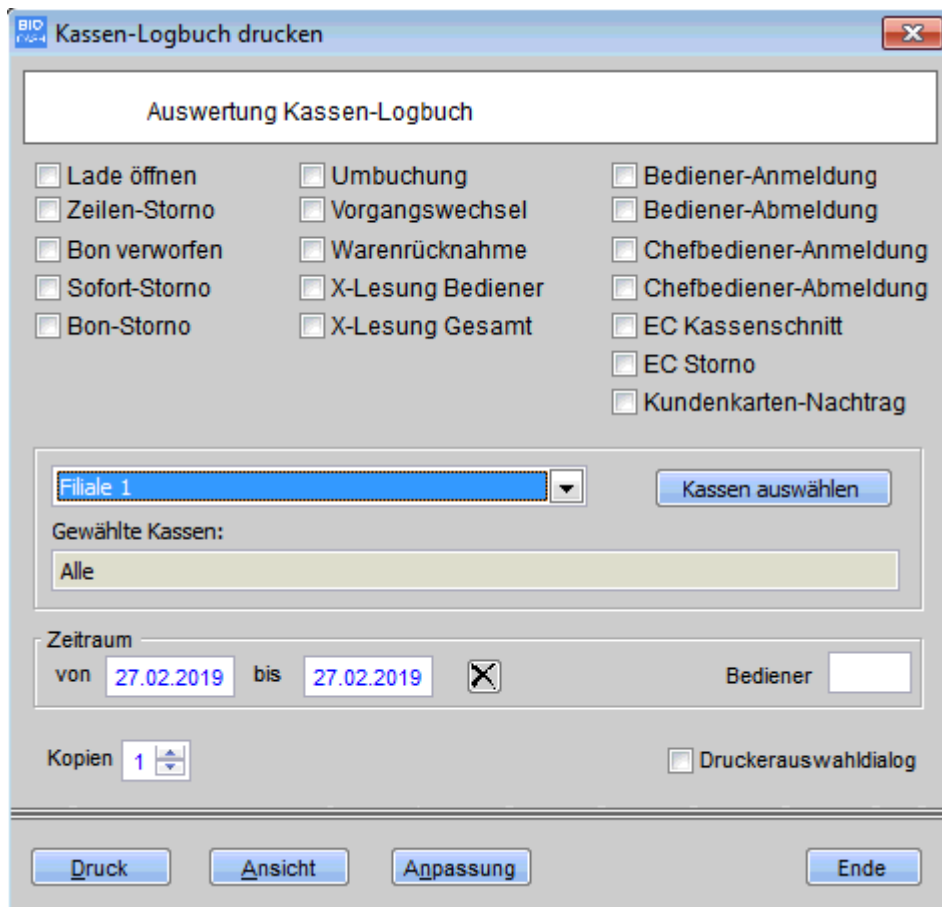 BIO
CASH
Kassen-Logbuch drucken
Auswertung Kassen-Logbuch
Lade öffnen
Umbuchung
Bediener-Anmeldung
Zeilen-Storno
Vorgangswechsel
Bediener-Abmeldung
Bon verworfen
Warenrücknahme
Chefbediener-Anmeldung
Sofort-Storno
X-Lesung Bediener
Chefbediener-Abmeldung
Bon-Storno
X-Lesung Gesamt
EC Kassenschnitt
EC Storno
Kundenkarten-Nachtrag
Filiale 1
Kassen auswählen
Gewählte Kassen:
Alle
Zeitraum
von 27.02.2019 bis 27.02.2019 Bediener
Kopien 1 Druckerauswahldialog
Druck Ansicht Anpassung Ende